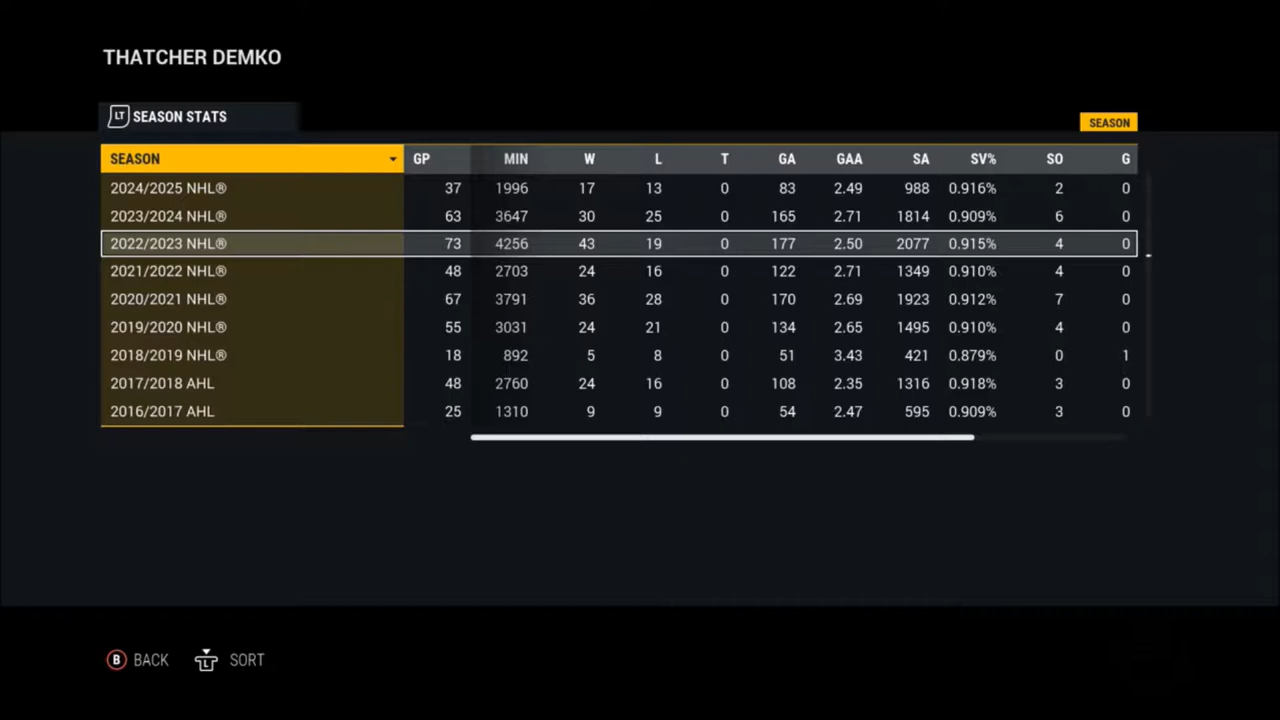 THATCHER DEMKO
LT SEASON STATS
SEASON
SEASON GP MIN W L T GA GAA SA SV% SO G
2024/2025 NHL® 37 1996 17 13 0 83 2.49 988 0.916% 2 0
2023/2024 NHL® 63 3647 30 25 0 165 2.71 1814 0.909% 6 0
2022/2023 NHL® 73 4256 43 19 0 177 2.50 2077 0.915% 4 0
2021/2022 NHL® 48 2703 24 16 0 122 2.71 1349 0.910% 4 0
2020/2021 NHL® 67 3791 36 28 0 170 2.69 1923 0.912% 7 0
2019/2020 NHL® 55 3031 24 21 0 134 2.65 1495 0.910% 4 0
2018/2019 NHL® 18 892 5 8 0 51 3.43 421 0.879% 0 1
2017/2018 AHL 48 2760 24 16 0 108 2.35 1316 0.918% 3 0
2016/2017 AHL 25 1310 9 9 0 54 2.47 595 0.909% 3 0
B BACK L SORT